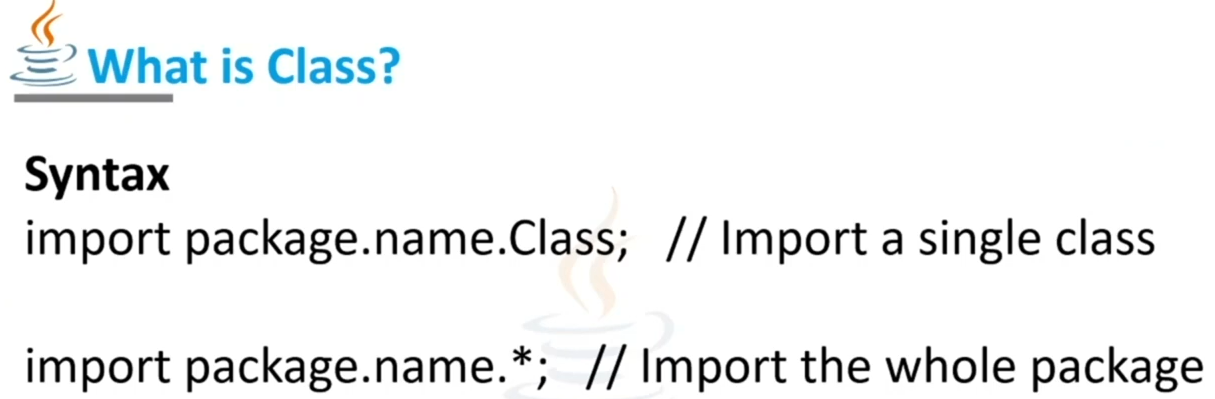 What is Class?
Syntax
import package.name.Class;   // Import a single class
import package.name.*;   // Import the whole package